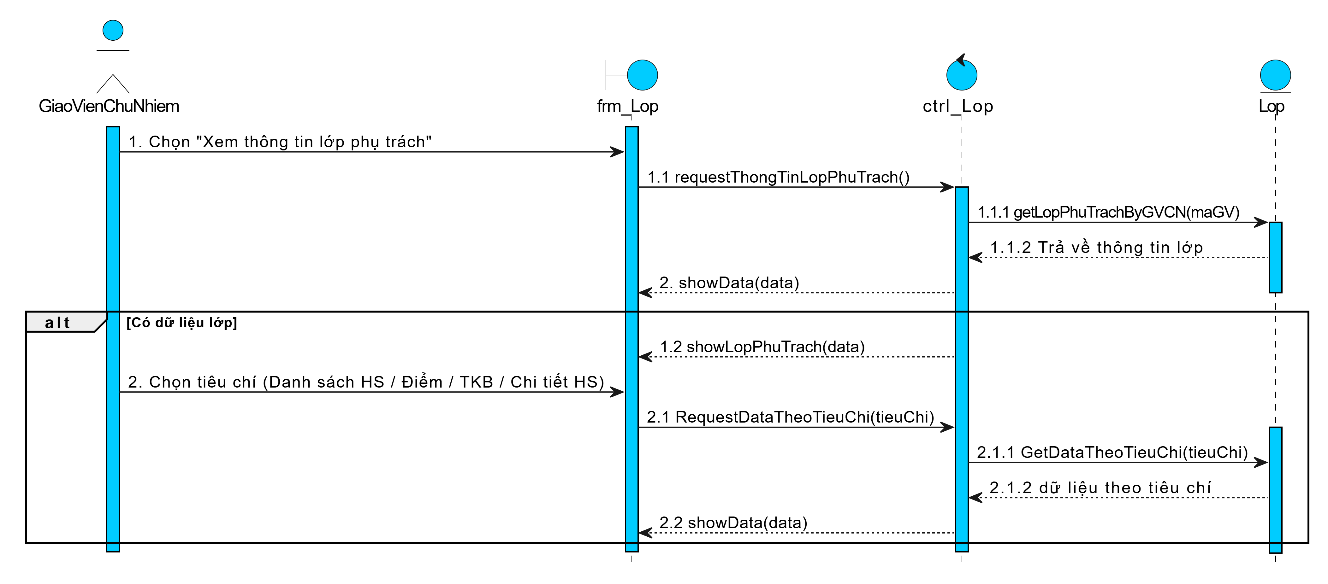 GiaoVienChuNhiem
frm_Lop
ctrl_Lop
Lop
1. Chọn "Xem thông tin lớp phụ trách"
1.1 requestThongTinLopPhuTrach()
1.1.1 getLopPhuTrachByGVCN(maGV)
1.1.2 Trả về thông tin lớp
2. showData(data)
alt
[Có dữ liệu lớp]
1.2 showLopPhuTrach(data)
2. Chọn tiêu chí (Danh sách HS / Điểm / TKB / Chi tiết HS)
2.1 RequestDataTheoTieuChi(tieuChi)
2.1.1 GetDataTheoTieuChi(tieuChi)
2.1.2 dữ liệu theo tiêu chí
2.2 showData(data)